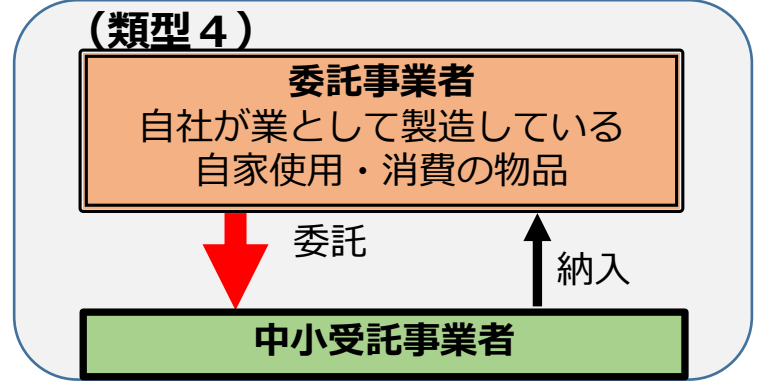 (類型４)
委託事業者
自社が業として製造している
自家使用・消費の物品
委託
納入
中小受託事業者